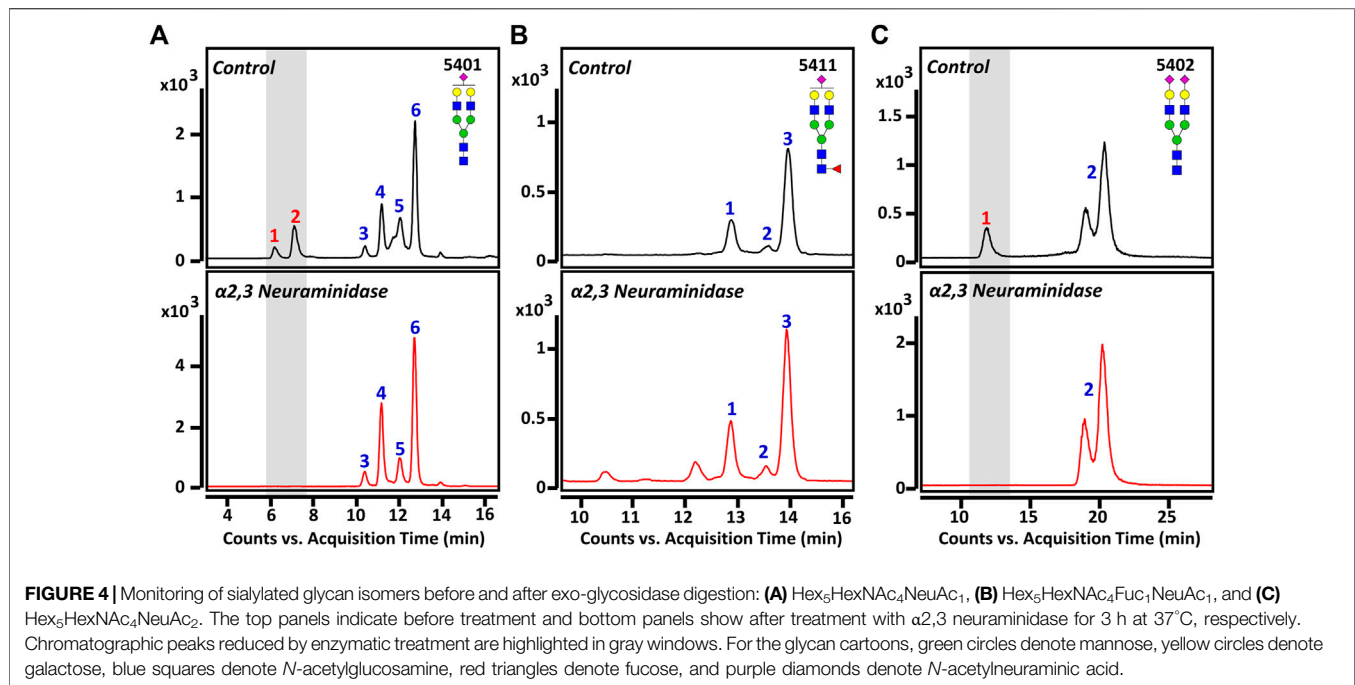 A
Control
5401
x10³
2
1
0
1
2
3
4
5
6
α2,3 Neuraminidase
x10³
4
2
0
3
4
5
6
4 6 8 10 12 14 16
Counts vs. Acquisition Time (min)
B
Control
5411
x10³
1
0.5
0
1
2
3
α2,3 Neuraminidase
x10³
1
0.5
0
1
2
3
10 11 12 13 14 16
Counts vs. Acquisition Time (min)
C
Control
5402
x10³
1.5
1
0.5
0
1
2
α2,3 Neuraminidase
x10³
2
1
0
2
10 15 20 25
Counts vs. Acquisition Time (min)
FIGURE 4 | Monitoring of sialylated glycan isomers before and after exo-glycosidase digestion: (A) Hex₅HexNAc₄NeuAc₁, (B) Hex₅HexNAc₄Fuc₁NeuAc₁, and (C)
Hex₅HexNAc₄NeuAc₂. The top panels indicate before treatment and bottom panels show after treatment with α2,3 neuraminidase for 3 h at 37°C, respectively.
Chromatographic peaks reduced by enzymatic treatment are highlighted in gray windows. For the glycan cartoons, green circles denote mannose, yellow circles denote
galactose, blue squares denote N-acetylglucosamine, red triangles denote fucose, and purple diamonds denote N-acetylneuraminic acid.